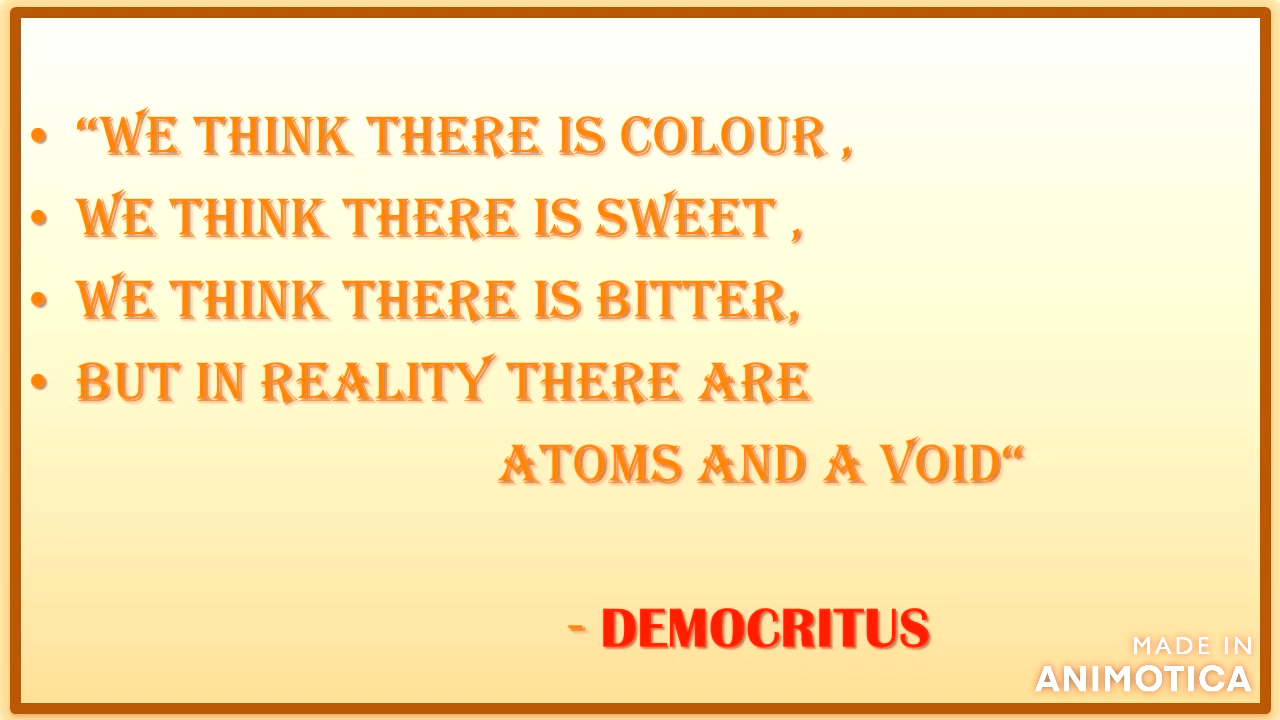 • “WE THINK THERE IS COLOUR ,
• WE THINK THERE IS SWEET ,
• WE THINK THERE IS BITTER,
• BUT IN REALITY THERE ARE
ATOMS AND A VOID“
- DEMOCRITUS
MADE IN
ANIMOTICA